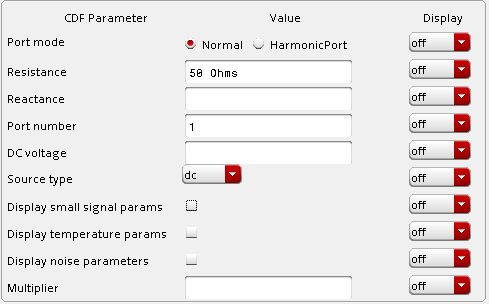 CDF Parameter Value Display
Port mode Normal HarmonicPort off
Resistance 50 Ohms off
Reactance off
Port number 1 off
DC voltage off
Source type dc off
Display small signal params off
Display temperature params off
Display noise parameters off
Multiplier off